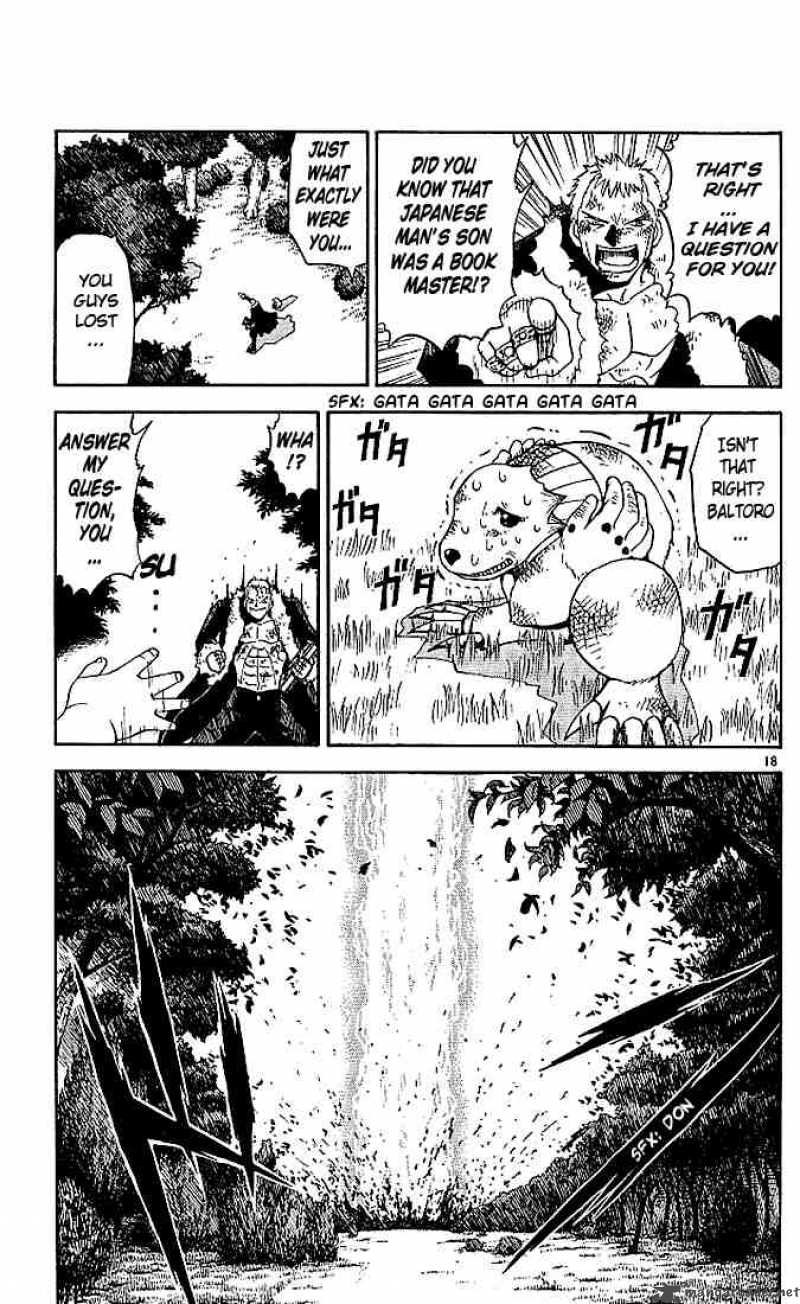 THAT'S
RIGHT
...
I HAVE A
QUESTION
FOR YOU!
DID YOU
KNOW THAT
JAPANESE
MAN'S SON
WAS A BOOK
MASTER!?
JUST
WHAT
EXACTLY
WERE
YOU...
YOU
GUYS
LOST
...
SFX: GATA GATA GATA GATA GATA
ISN'T
THAT
RIGHT?
BALTORO
...
ガタ
ガタ
ガタ
ガタ
ガタ
WHA
!?
ANSWER
MY
QUES-
TION,
YOU
...
SU
...
18
ドン
SFX: DON